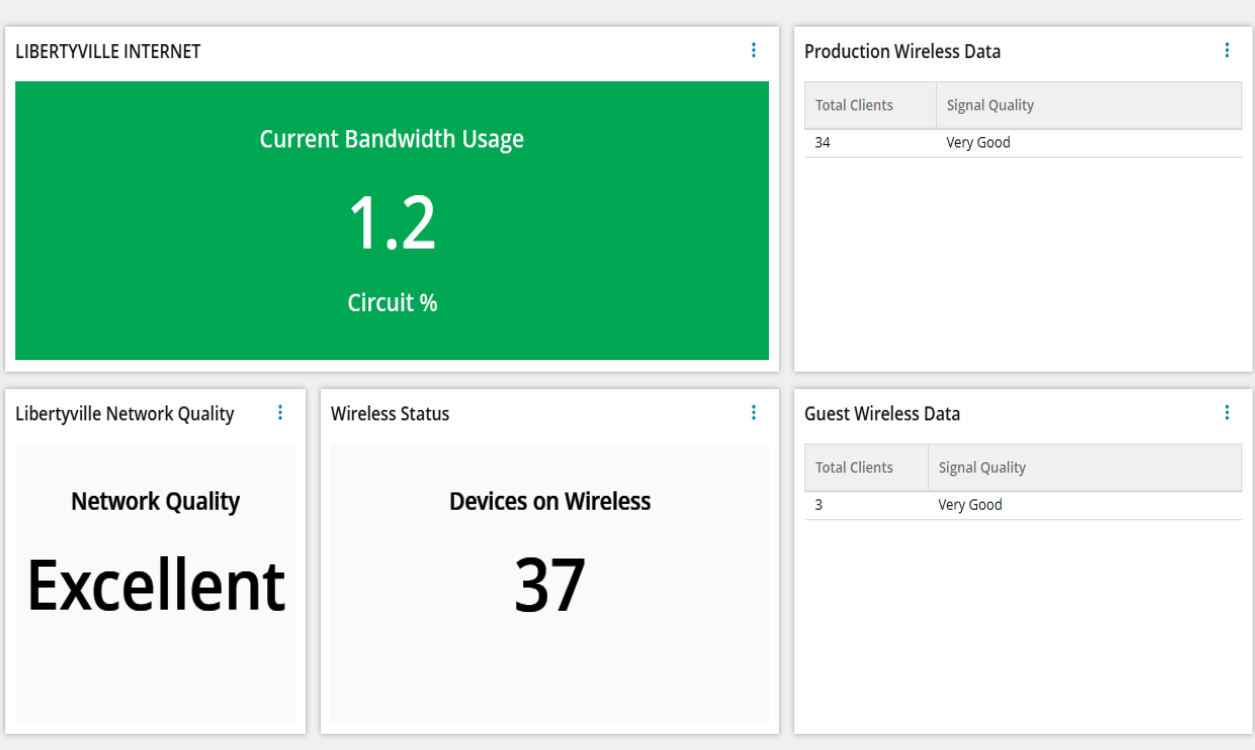 LIBERTYVILLE INTERNET
Current Bandwidth Usage
1.2
Circuit %
Production Wireless Data
Total Clients Signal Quality
34 Very Good
Libertyville Network Quality
Network Quality
Excellent
Wireless Status
Devices on Wireless
37
Guest Wireless Data
Total Clients Signal Quality
3 Very Good